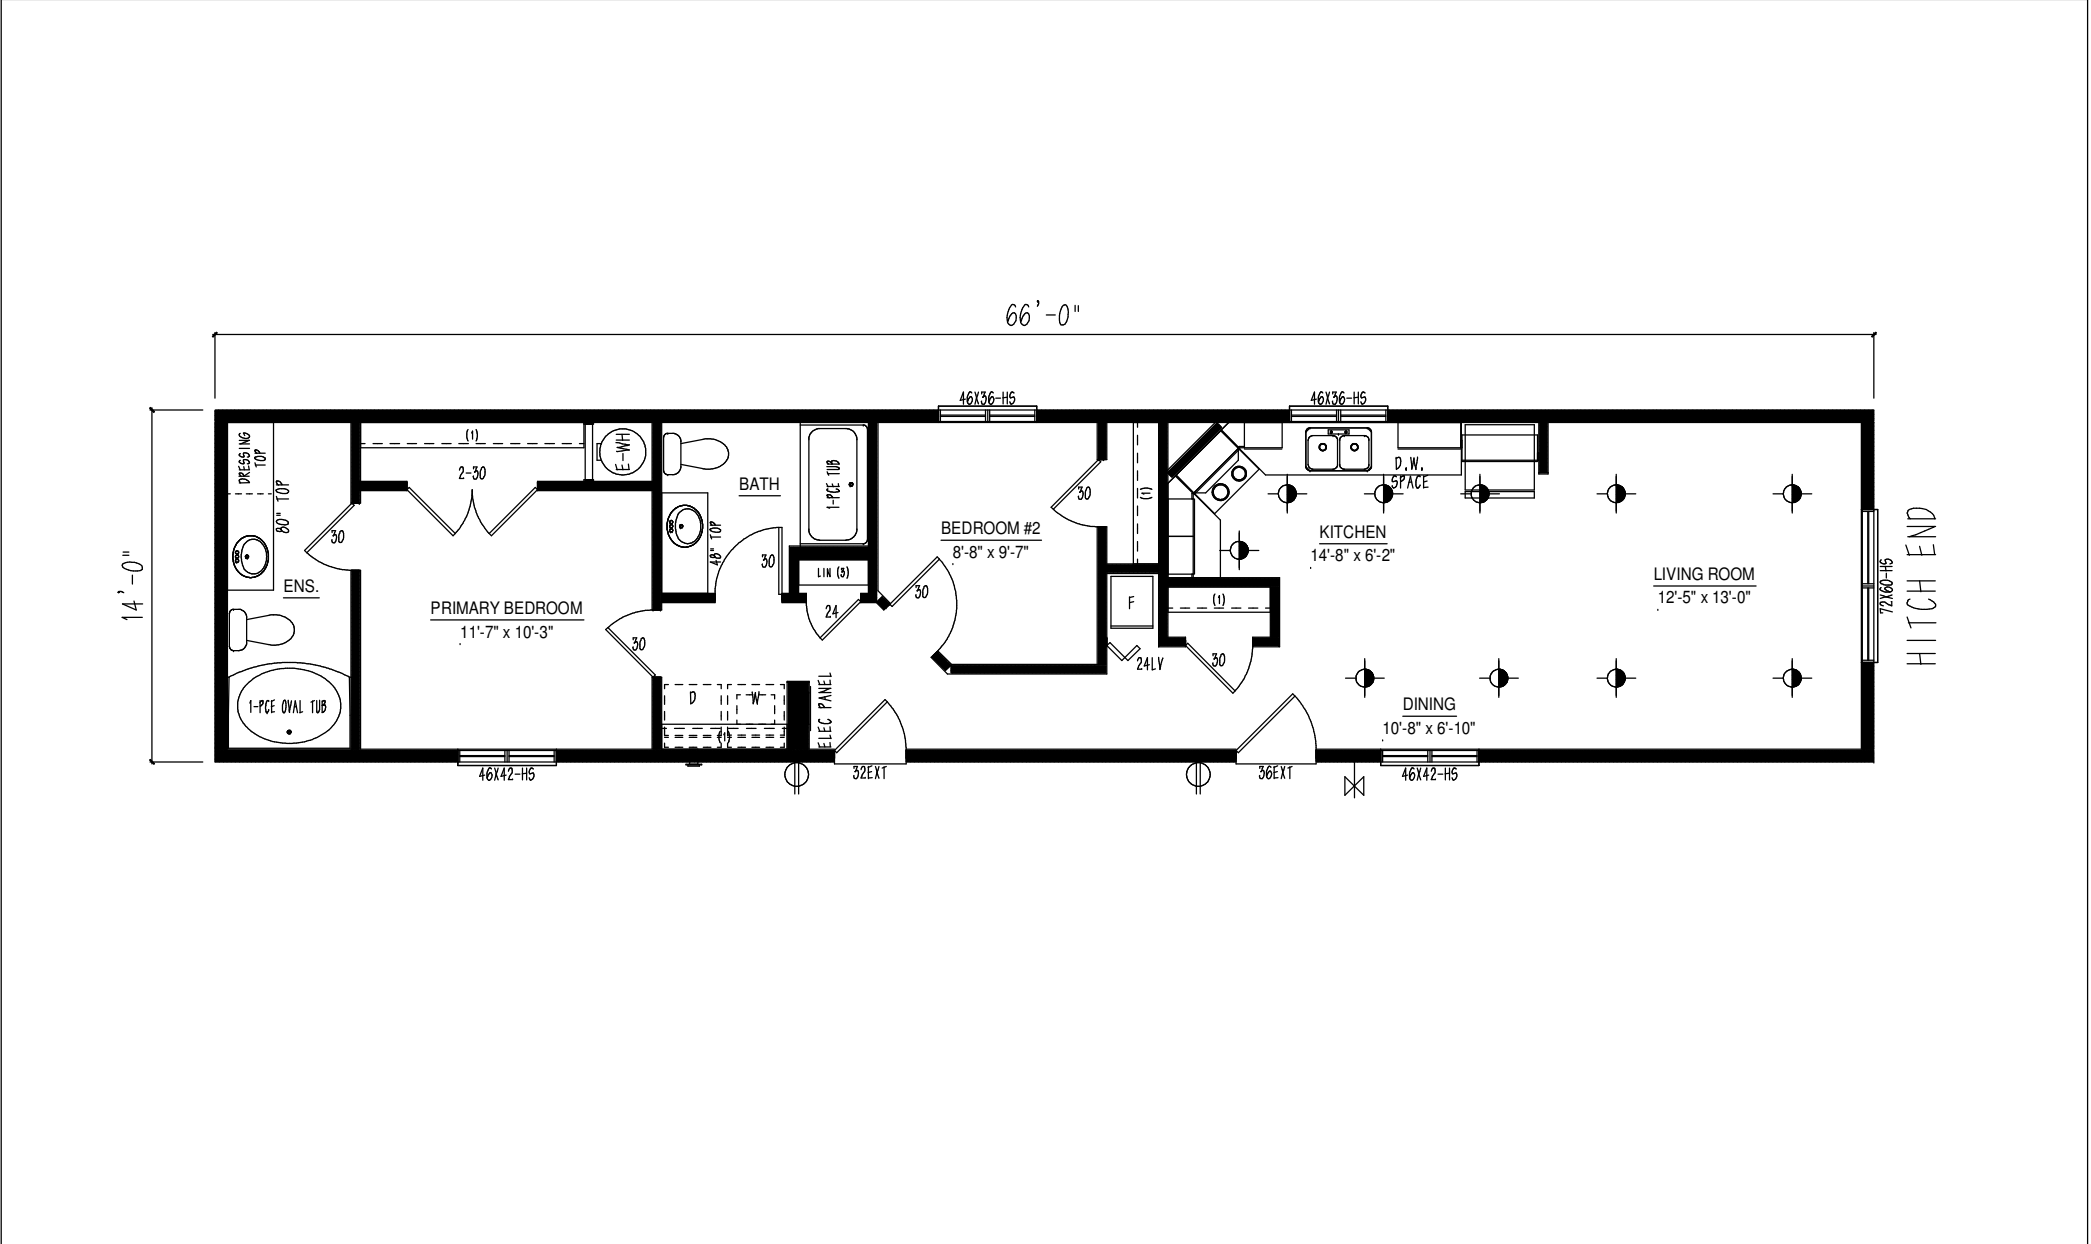 66'-0"
46X36-HS
46X36-HS
14'-0"
DRESSING
TOP
80" TOP
30
ENS.
1-PCE OVAL TUB
(1)
2-30
E-WH
PRIMARY BEDROOM
11'-7" x 10'-3"
30
46X42-HS
BATH
1-PCE TUB
48" TOP
30
LIN (3)
24
D
W
(1)
ELEC PANEL
32EXT
BEDROOM #2
8'-8" x 9'-7"
30
30
(1)
F
24LV
(1)
30
36EXT
D.W.
SPACE
KITCHEN
14'-8" x 6'-2"
DINING
10'-8" x 6'-10"
46X42-HS
LIVING ROOM
12'-5" x 13'-0"
72X60-HS
HITCH END